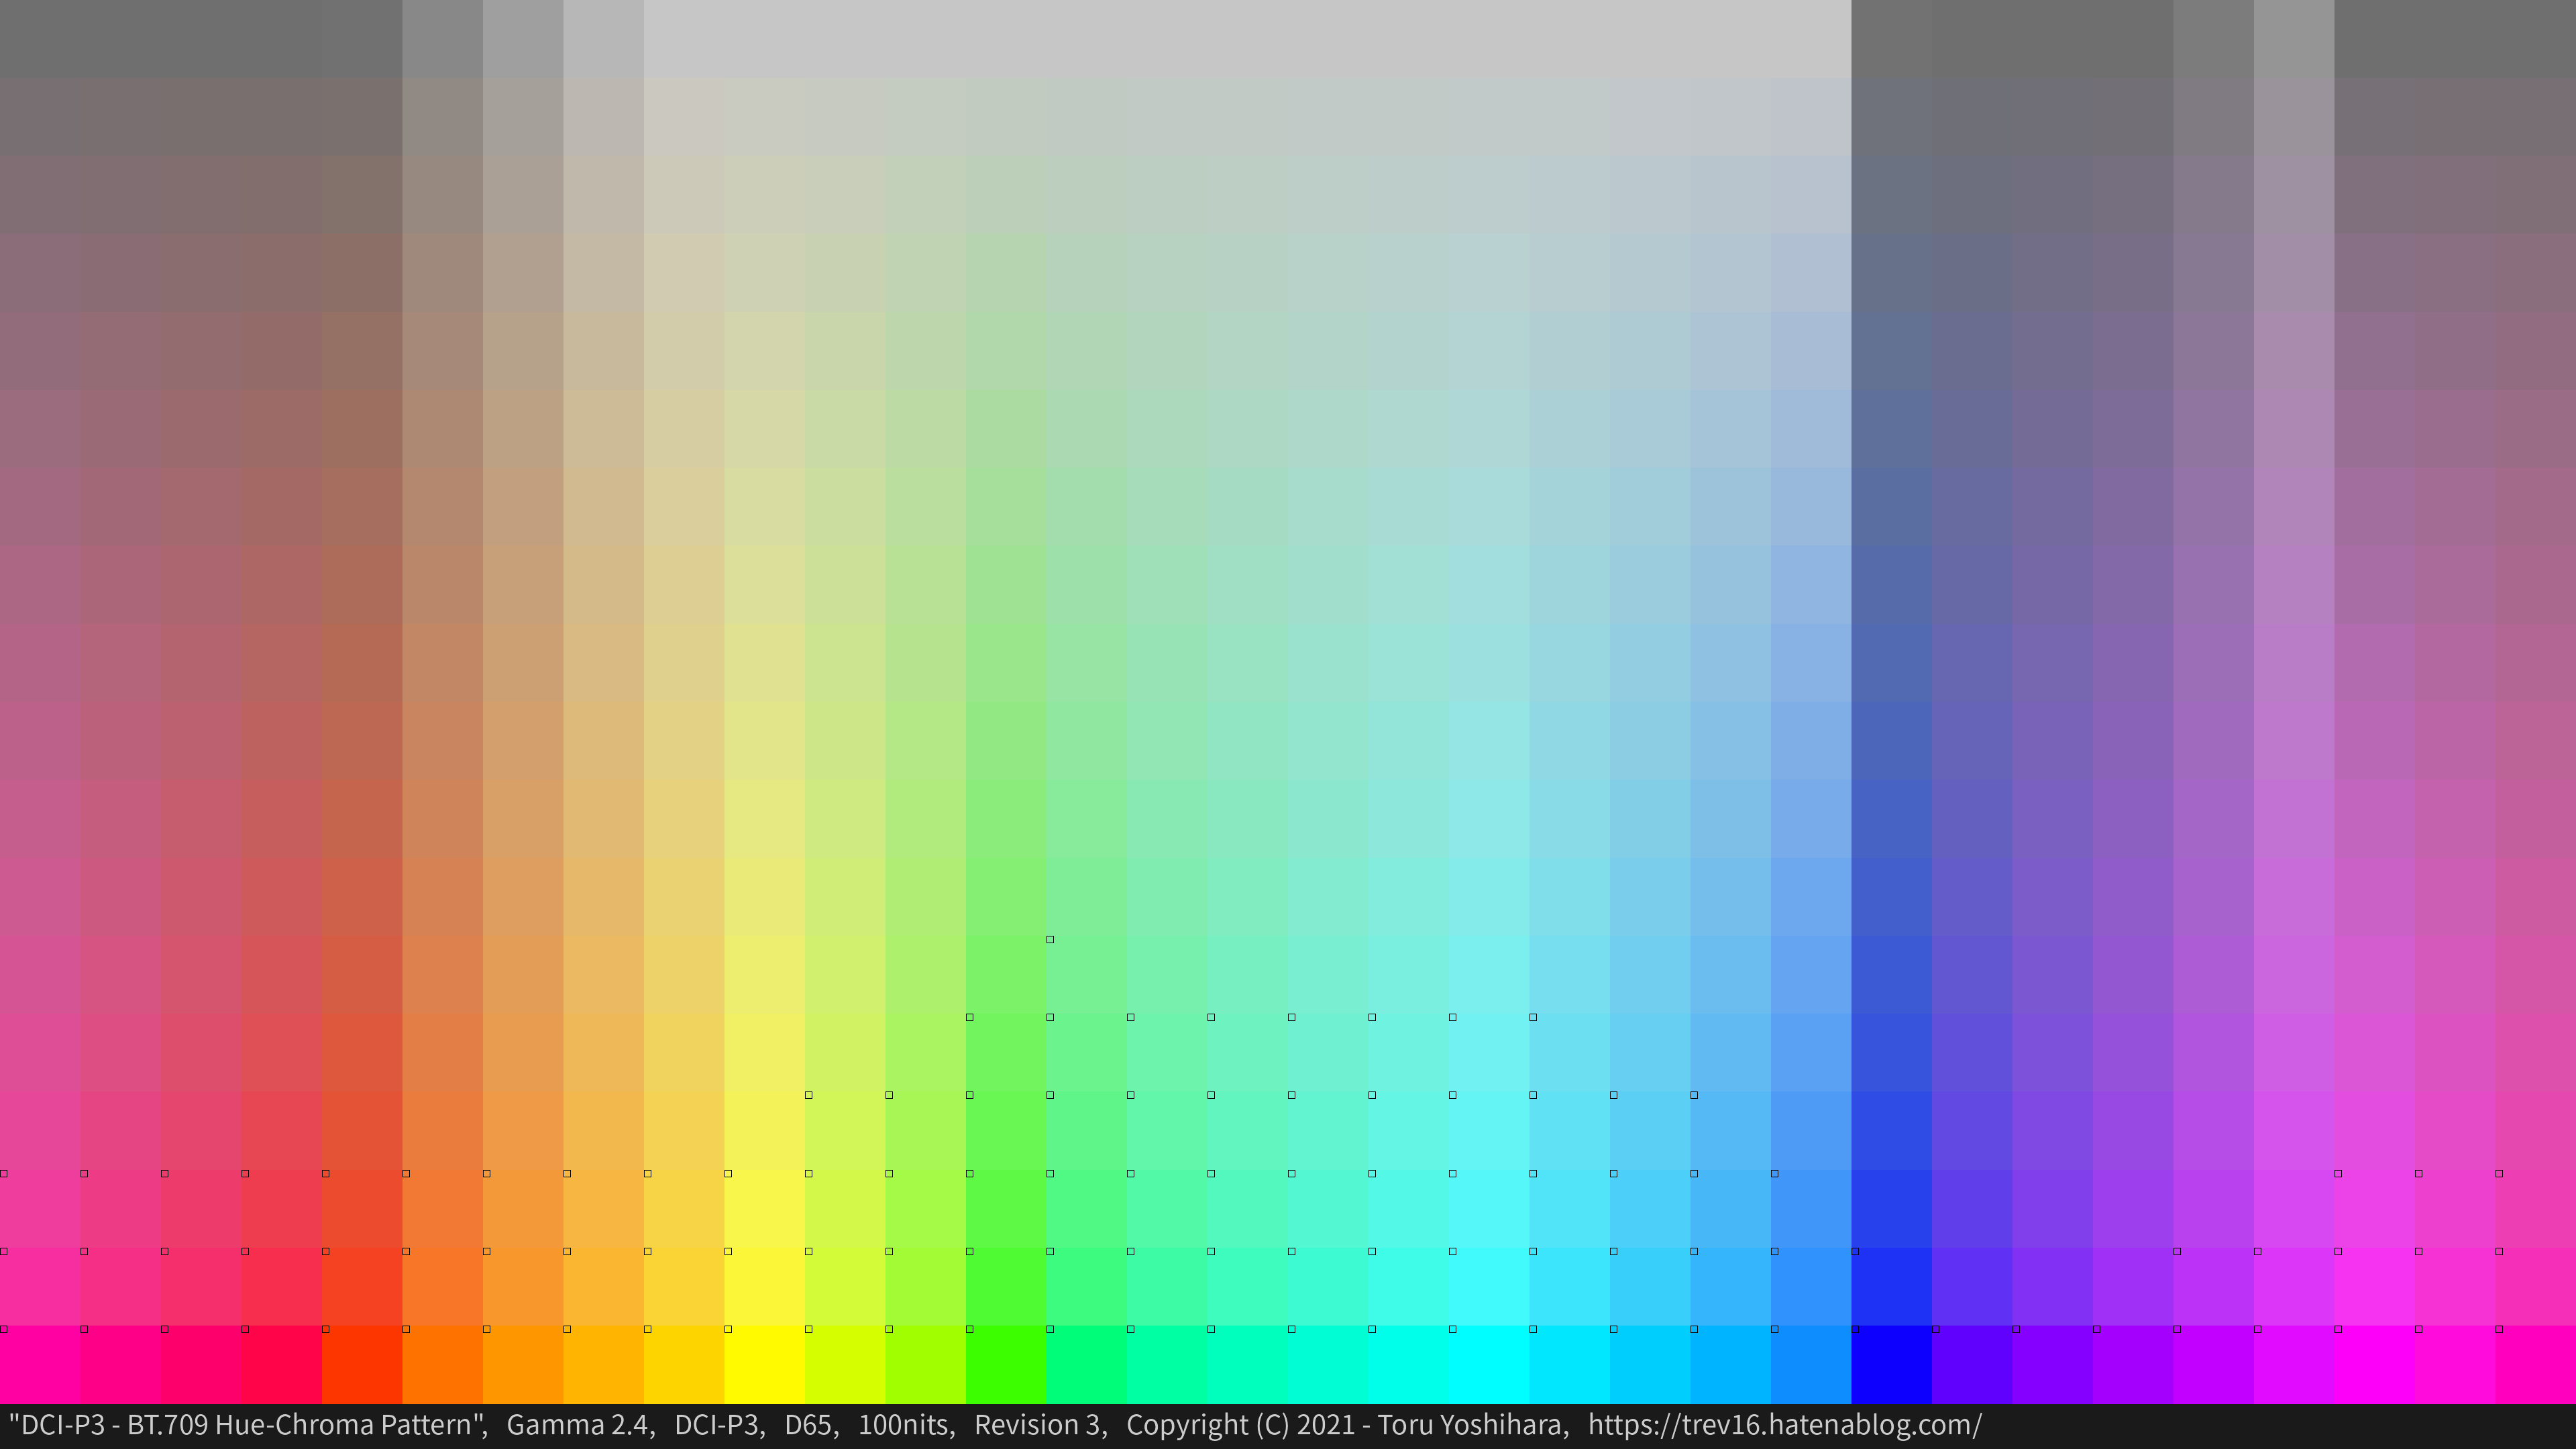 "DCI-P3 - BT.709 Hue-Chroma Pattern",   Gamma 2.4,   DCI-P3,   D65,   100nits,   Revision 3,   Copyright (C) 2021 - Toru Yoshihara,   https://trev16.hatenablog.com/